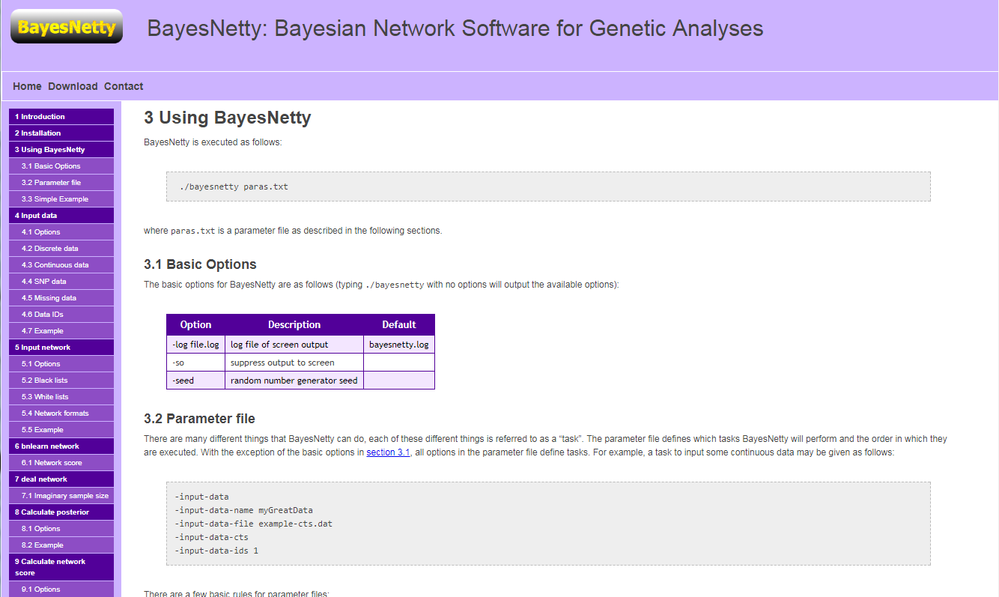 BayesNetty
BayesNetty: Bayesian Network Software for Genetic Analyses
Home Download Contact
1 Introduction
2 Installation
3 Using BayesNetty
3.1 Basic Options
3.2 Parameter file
3.3 Simple Example
4 Input data
4.1 Options
4.2 Discrete data
4.3 Continuous data
4.4 SNP data
4.5 Missing data
4.6 Data IDs
4.7 Example
5 Input network
5.1 Options
5.2 Black lists
5.3 White lists
5.4 Network formats
5.5 Example
6 bnlearn network
6.1 Network score
7 deal network
7.1 Imaginary sample size
8 Calculate posterior
8.1 Options
8.2 Example
9 Calculate network
score
9.1 Options
3 Using BayesNetty
BayesNetty is executed as follows:
./bayesnetty paras.txt
where paras.txt is a parameter file as described in the following sections.
3.1 Basic Options
The basic options for BayesNetty are as follows (typing ./bayesnetty with no options will output the available options):
Option Description Default
-log file.log log file of screen output bayesnetty.log
-so suppress output to screen
-seed random number generator seed
3.2 Parameter file
There are many different things that BayesNetty can do, each of these different things is referred to as a “task”. The parameter file defines which tasks BayesNetty will perform and the order in which they
are executed. With the exception of the basic options in section 3.1, all options in the parameter file define tasks. For example, a task to input some continuous data may be given as follows:
-input-data
-input-data-name myGreatData
-input-data-file example-cts.dat
-input-data-cts
-input-data-ids 1
There are a few basic rules for parameter files: